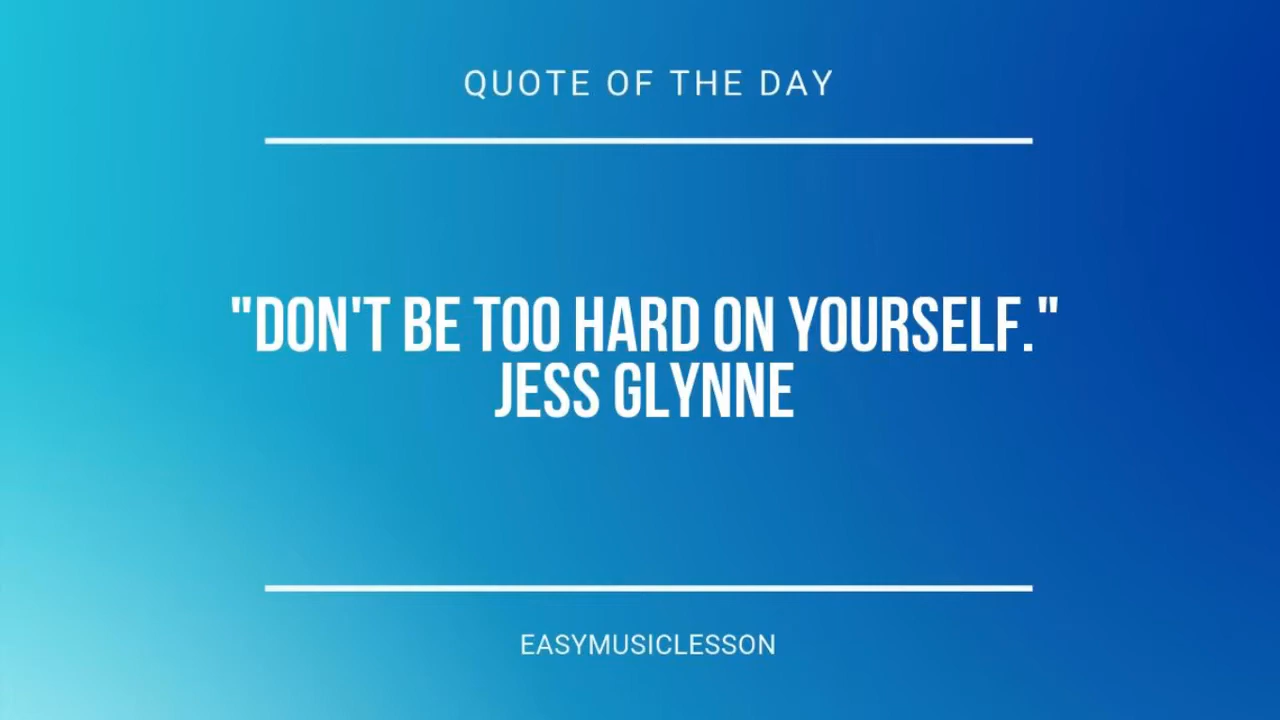 QUOTE OF THE DAY
"DON'T BE TOO HARD ON YOURSELF."
JESS GLYNNE
EASYMUSICLESSON